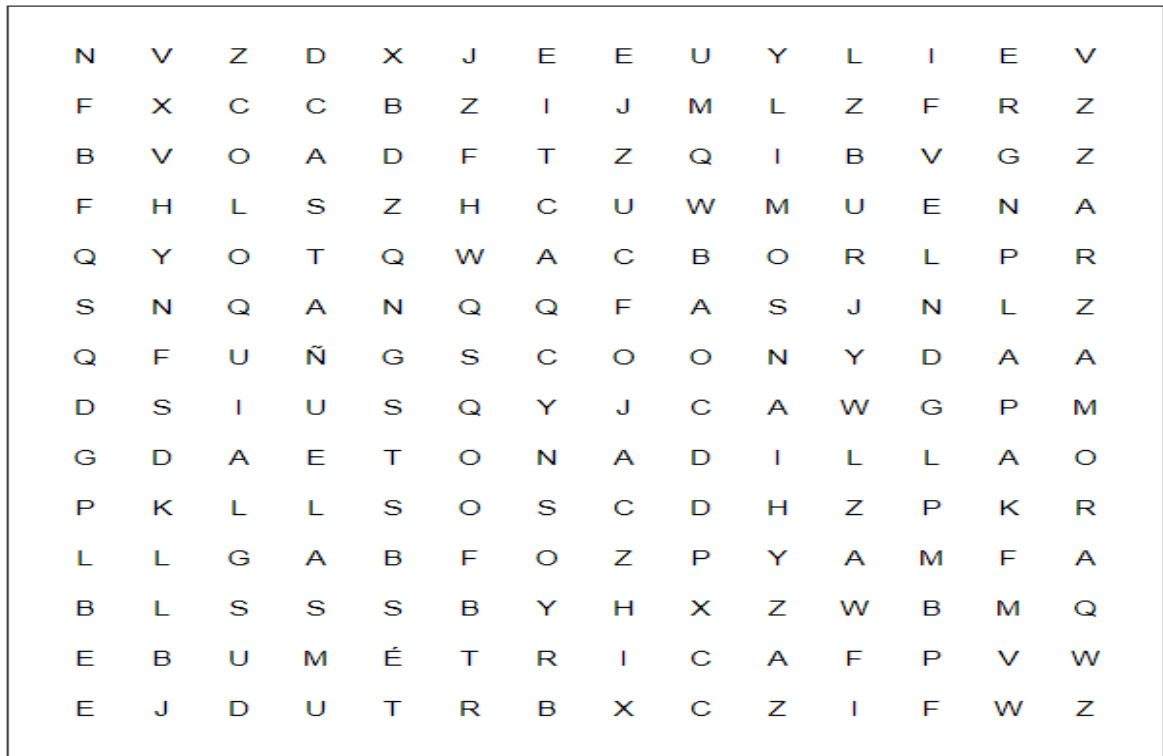 N V Z D X J E E U Y L I E V
F X C C B Z I J M L Z F R Z
B V O A D F T Z Q I B V G Z
F H L S Z H C U W M U E N A
Q Y O T Q W A C B O R L P R
S N Q A N Q Q F A S J N L Z
Q F U Ñ G S C O O N Y D A A
D S I U S Q Y J C A W G P M
G D A E T O N A D I L L A O
P K L L S O S C D H Z P K R
L L G A B F O Z P Y A M F A
B L S S S B Y H X Z W B M Q
E B U M É T R I C A F P V W
E J D U T R B X C Z I F W Z